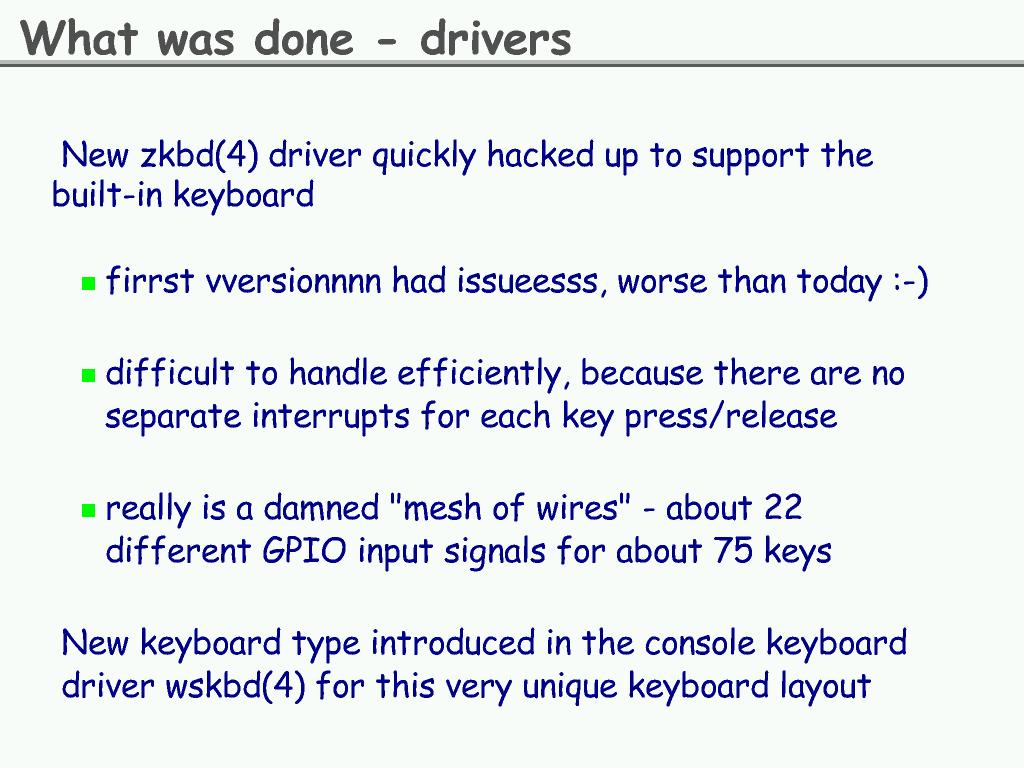 What was done - drivers
New zkbd(4) driver quickly hacked up to support the
built-in keyboard
firrst vversionnnn had issueesss, worse than today :-)
difficult to handle efficiently, because there are no
separate interrupts for each key press/release
really is a damned "mesh of wires" - about 22
different GPIO input signals for about 75 keys
New keyboard type introduced in the console keyboard
driver wskbd(4) for this very unique keyboard layout